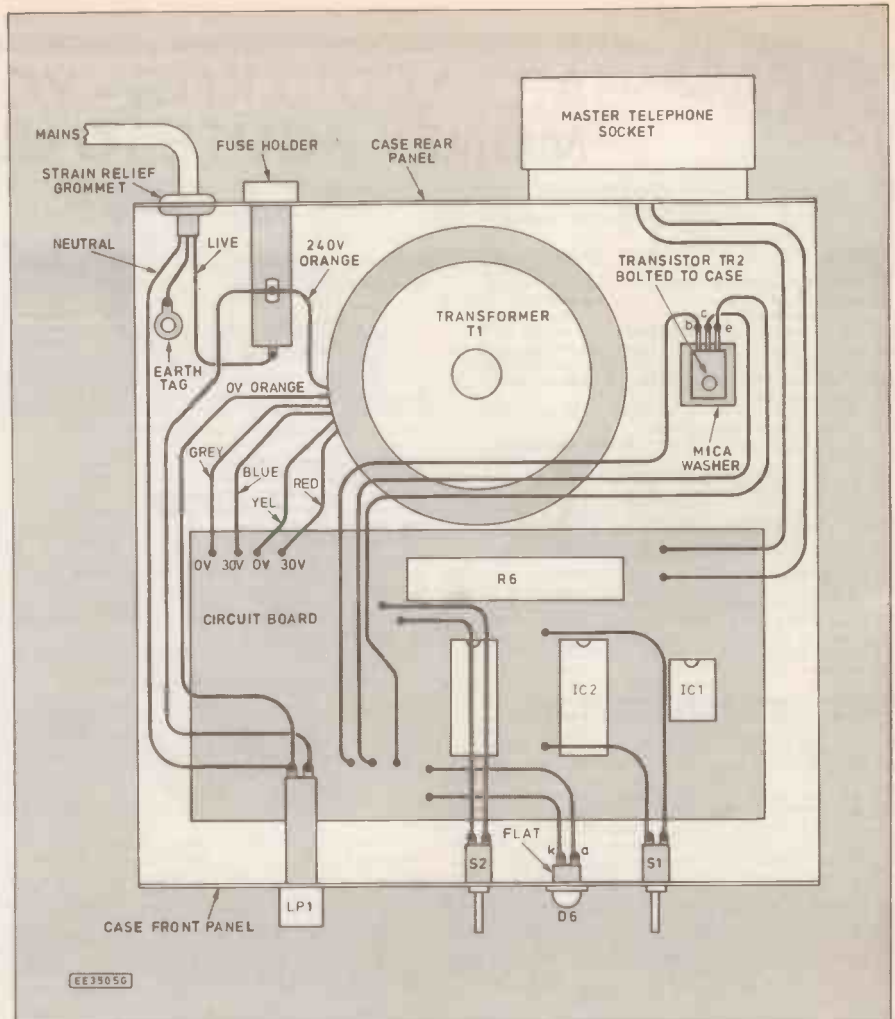 MASTER TELEPHONE
SOCKET
MAINS
FUSE HOLDER
CASE REAR
PANEL
STRAIN RELIEF
GROMMET
NEUTRAL
LIVE
240V
ORANGE
TRANSISTOR TR2
BOLTED TO CASE
TRANSFORMER
T1
b c e
EARTH
TAG
0V ORANGE
MICA
WASHER
GREY
BLUE
YEL
RED
0V 30V 0V 30V
R6
CIRCUIT BOARD
IC2
IC1
FLAT
k a
S2
S1
LP1
D6
CASE FRONT PANEL
EE3905G